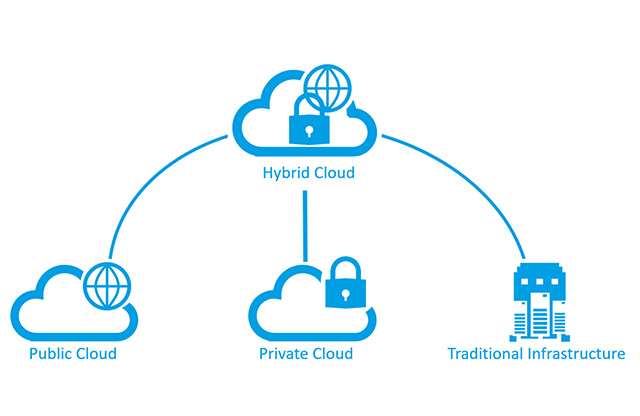 Hybrid Cloud
Public Cloud
Private Cloud
Traditional Infrastructure